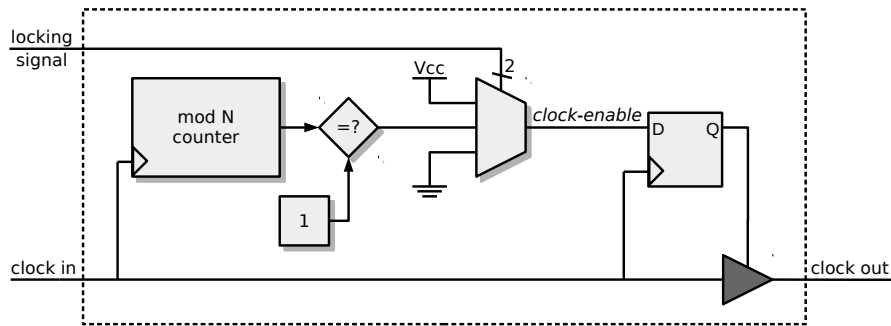 locking
signal
2
Vcc
mod N
counter
=?
clock-enable
D
Q
1
clock in
clock out